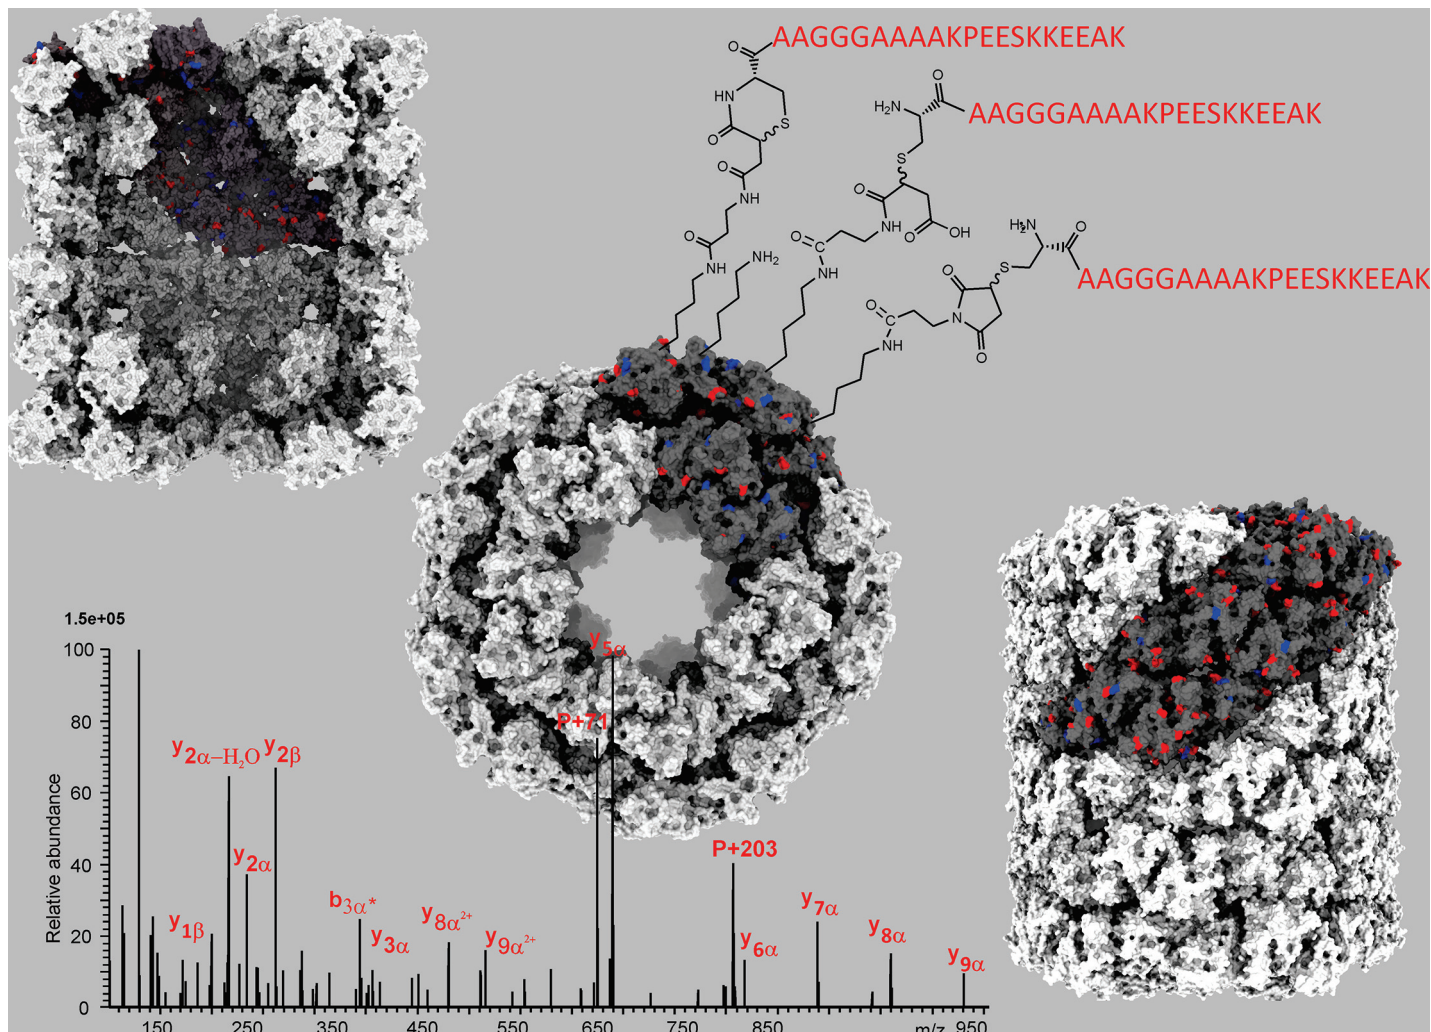 AAGGGAAAAKPEESKKEEAK
O
HN
O
S
O
NH
O
NH
NH₂
O
H₂N
AAGGGAAAAKPEESKKEEAK
S
O
NH
O
OH
O
NH
H₂N
O
S
AAGGGAAAAKPEESKKEEAK
O
N
O
O
NH
1.5e+05
Relative abundance
100
80
60
40
20
0
y5α
P+71
y2α–H₂O
y2β
y2α
y1β
b3α*
y3α
y8α²⁺
y9α²⁺
P+203
y6α
y7α
y8α
y9α
150 250 350 450 550 650 750 850 m/z 950